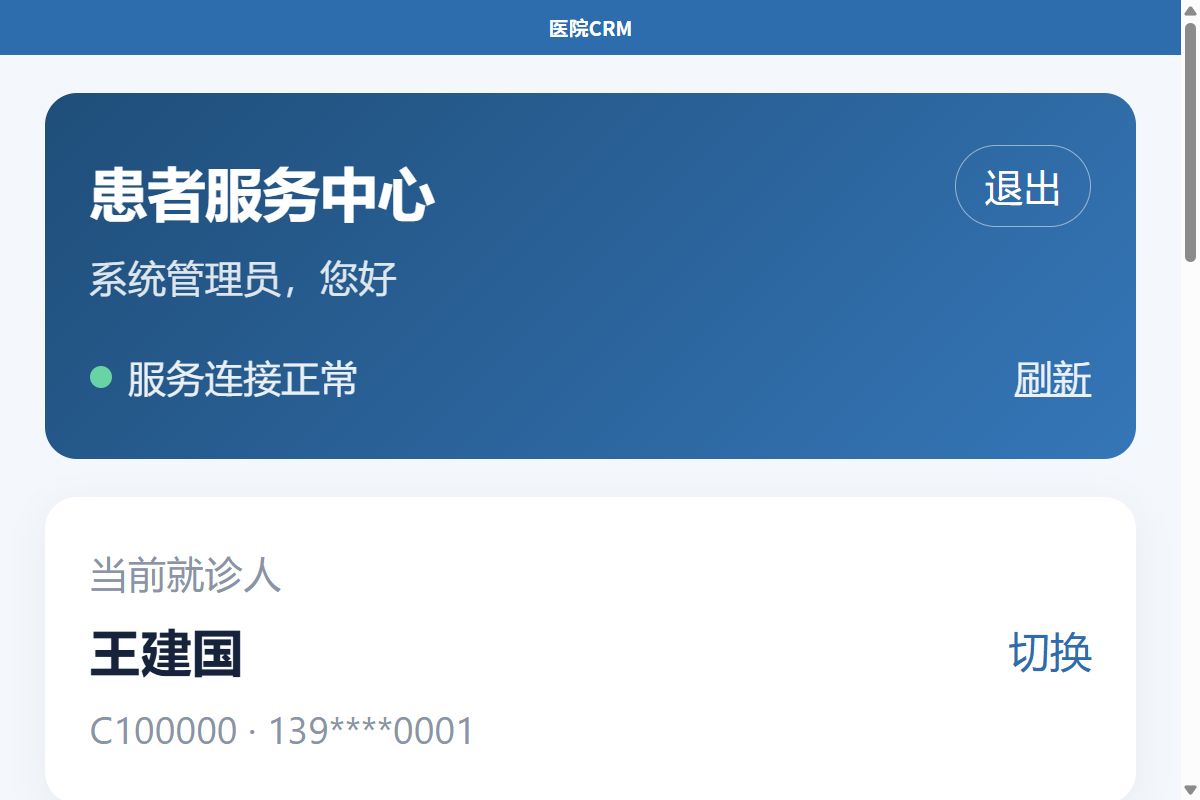 医院CRM
患者服务中心
退出
系统管理员，您好
服务连接正常
刷新
当前就诊人
王建国
切换
C100000 · 139****0001